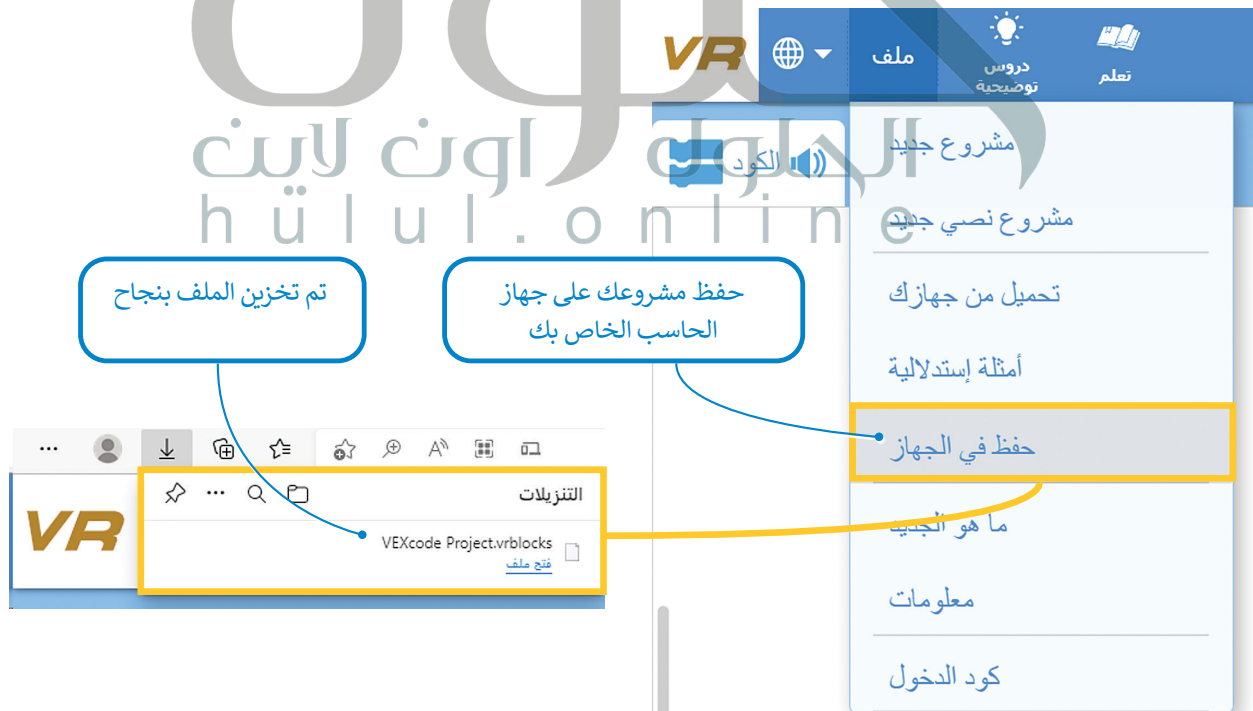 VR
ملف
دروس
توضيحية
تعلم
الكود
مشروع جديد
مشروع نصي جديد
تحميل من جهازك
أمثلة إستدلالية
حفظ في الجهاز
ما هو الجديد
معلومات
كود الدخول
الحلول اون لاين
hülul.online
حفظ مشروعك على جهاز
الحاسب الخاص بك
تم تخزين الملف بنجاح
التنزيلات
VEXcode Project.vrblocks
فتح ملف
VR